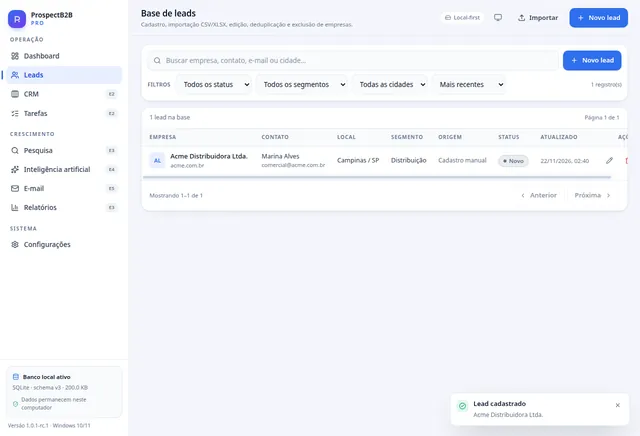 R
ProspectB2B
PRO
OPERAÇÃO
Dashboard
Leads
CRM
E2
Tarefas
E2
CRESCIMENTO
Pesquisa
E3
Inteligência artificial
E4
E-mail
E5
Relatórios
E3
SISTEMA
Configurações
Banco local ativo
SQLite · schema v3 · 200.0 KB
Dados permanecem neste
computador
Versão 1.0.1-rc.1 · Windows 10/11
Base de leads
Cadastro, importação CSV/XLSX, edição, deduplicação e exclusão de empresas.
Local-first
Importar
+ Novo lead
Buscar empresa, contato, e-mail ou cidade...
+ Novo lead
FILTROS
Todos os status
Todos os segmentos
Todas as cidades
Mais recentes
1 registro(s)
1 lead na base
Página 1 de 1
EMPRESA CONTATO LOCAL SEGMENTO ORIGEM STATUS ATUALIZADO AÇÕ
AL
Acme Distribuidora Ltda.
acme.com.br
Marina Alves
comercial@acme.com.br
Campinas / SP
Distribuição
Cadastro manual
Novo
22/11/2026, 02:40
Mostrando 1–1 de 1
Anterior
Próxima
Lead cadastrado
Acme Distribuidora Ltda.